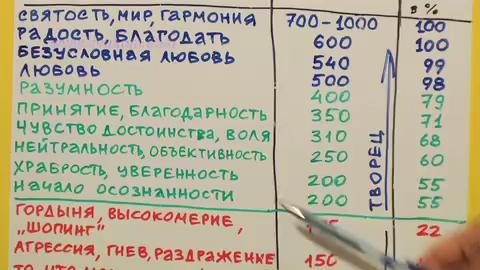 в %
СВЯТОСТЬ, МИР, ГАРМОНИЯ 700-1000 100
РАДОСТЬ, БЛАГОДАТЬ 600 100
БЕЗУСЛОВНАЯ ЛЮБОВЬ 540 99
ЛЮБОВЬ 500 98
РАЗУМНОСТЬ 400 79
ПРИНЯТИЕ, БЛАГОДАРНОСТЬ 350 71
ЧУВСТВО ДОСТОИНСТВА, ВОЛЯ 310 68
НЕЙТРАЛЬНОСТЬ, ОБЪЕКТИВНОСТЬ 250 60
ХРАБРОСТЬ, УВЕРЕННОСТЬ 200 55
НАЧАЛО ОСОЗНАННОСТИ 200 55
ТВОРЕЦ
ГОРДЫНЯ, ВЫСОКОМЕРИЕ,
„ШОПИНГ" 22
АГРЕССИЯ, ГНЕВ, РАЗДРАЖЕНИЕ 150